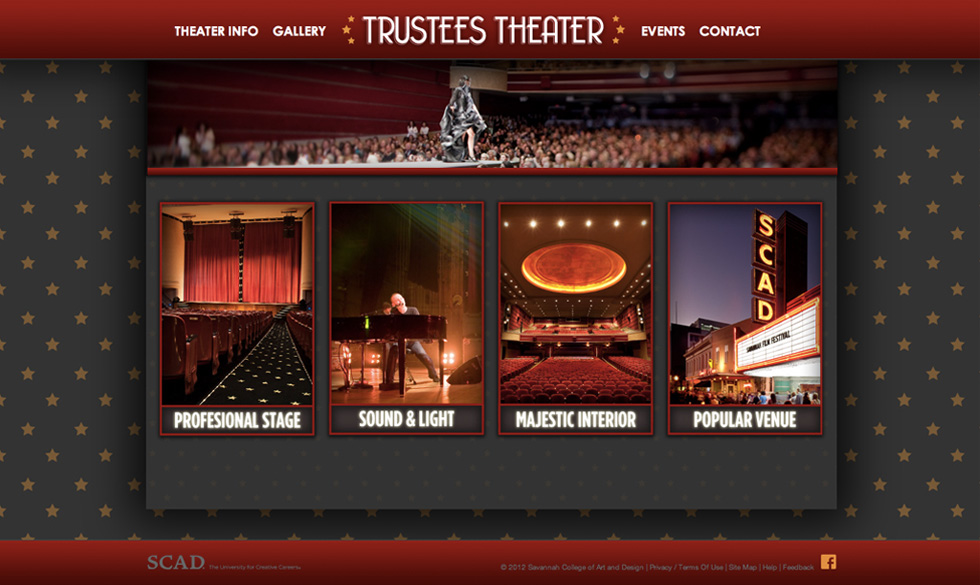 THEATER INFO GALLERY TRUSTEES THEATER EVENTS CONTACT
SCAD
SAVANNAH FILM FESTIVAL
PROFESIONAL STAGE
SOUND & LIGHT
MAJESTIC INTERIOR
POPULAR VENUE
SCAD. The University for Creative Careers.
© 2012 Savannah College of Art and Design | Privacy / Terms Of Use | Site Map | Help | Feedback f